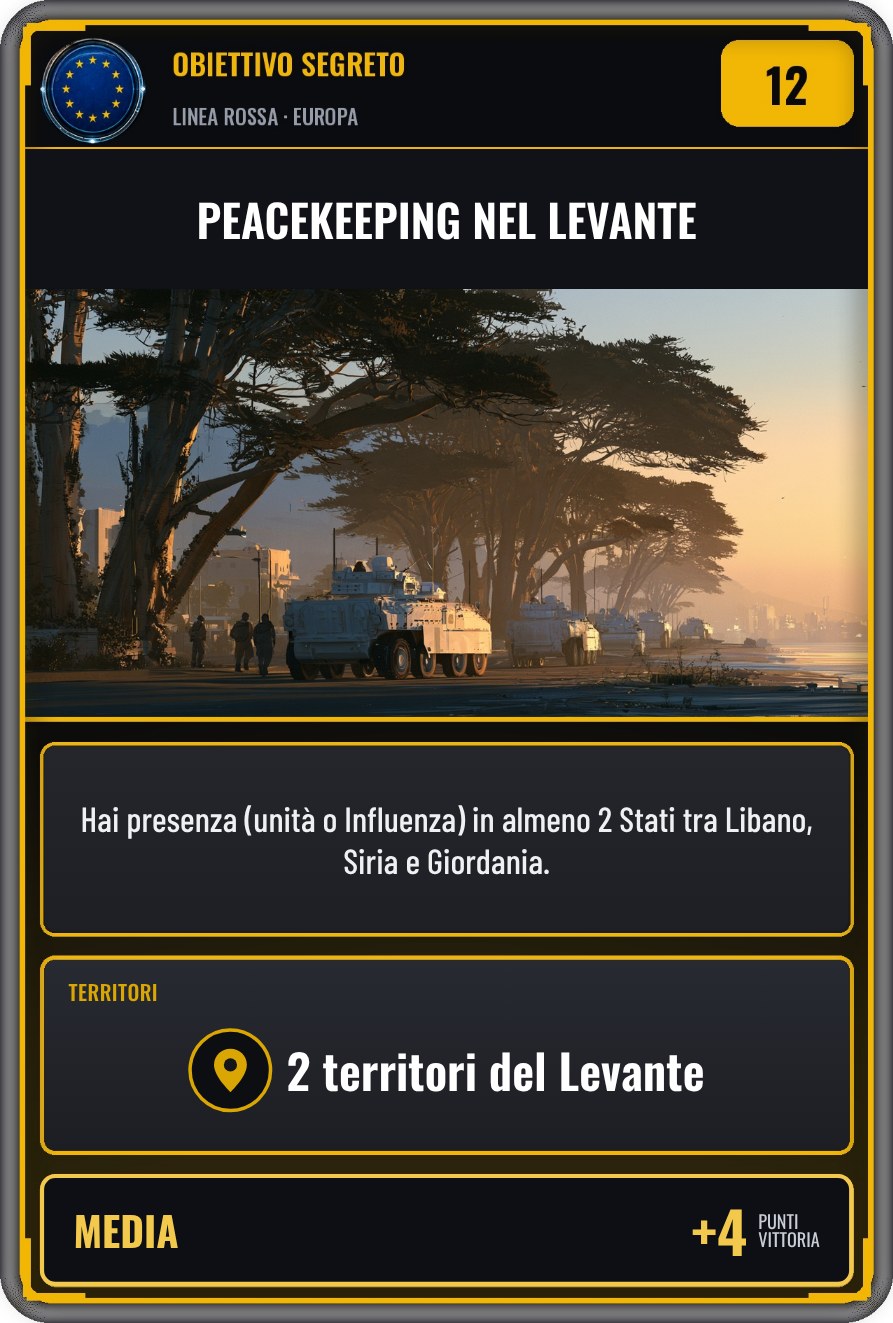 OBIETTIVO SEGRETO
12
LINEA ROSSA · EUROPA
PEACEKEEPING NEL LEVANTE
Hai presenza (unità o Influenza) in almeno 2 Stati tra Libano,
Siria e Giordania.
TERRITORI
2 territori del Levante
MEDIA
+4
PUNTI
VITTORIA